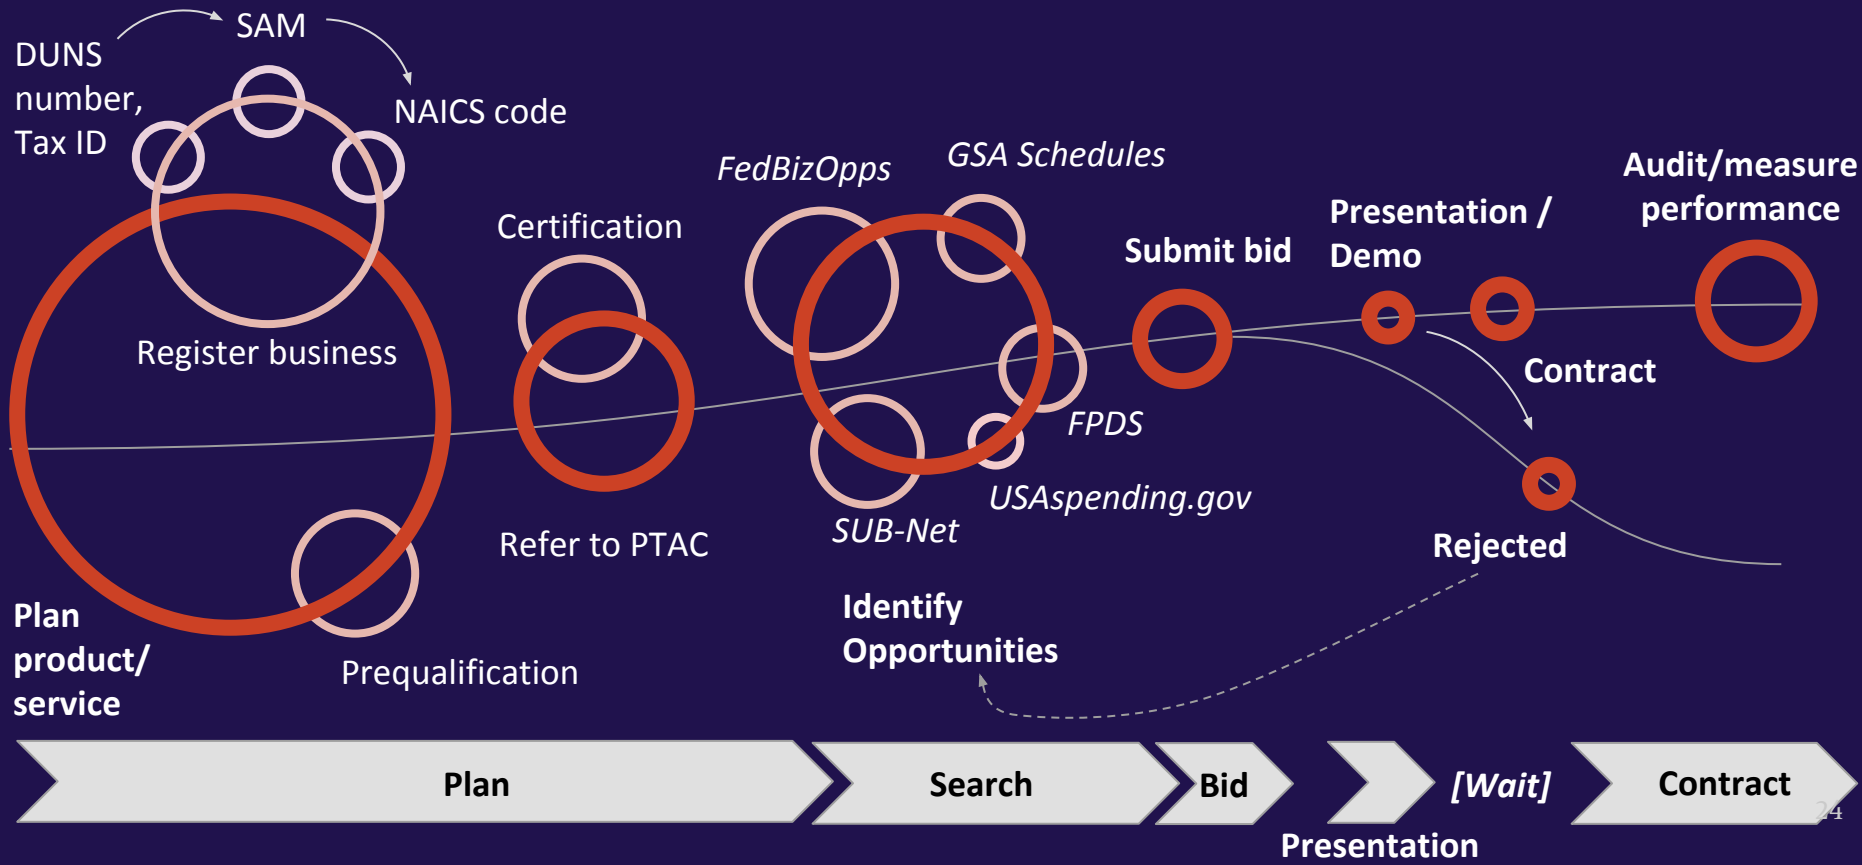 SAM
DUNS
number,
Tax ID
NAICS code
Register business
Plan
product/
service
Prequalification
Certification
Refer to PTAC
FedBizOpps
GSA Schedules
FPDS
USAspending.gov
SUB-Net
Identify
Opportunities
Submit bid
Presentation /
Demo
Contract
Rejected
Audit/measure
performance
Plan
Search
Bid
Presentation
[Wait]
Contract
24